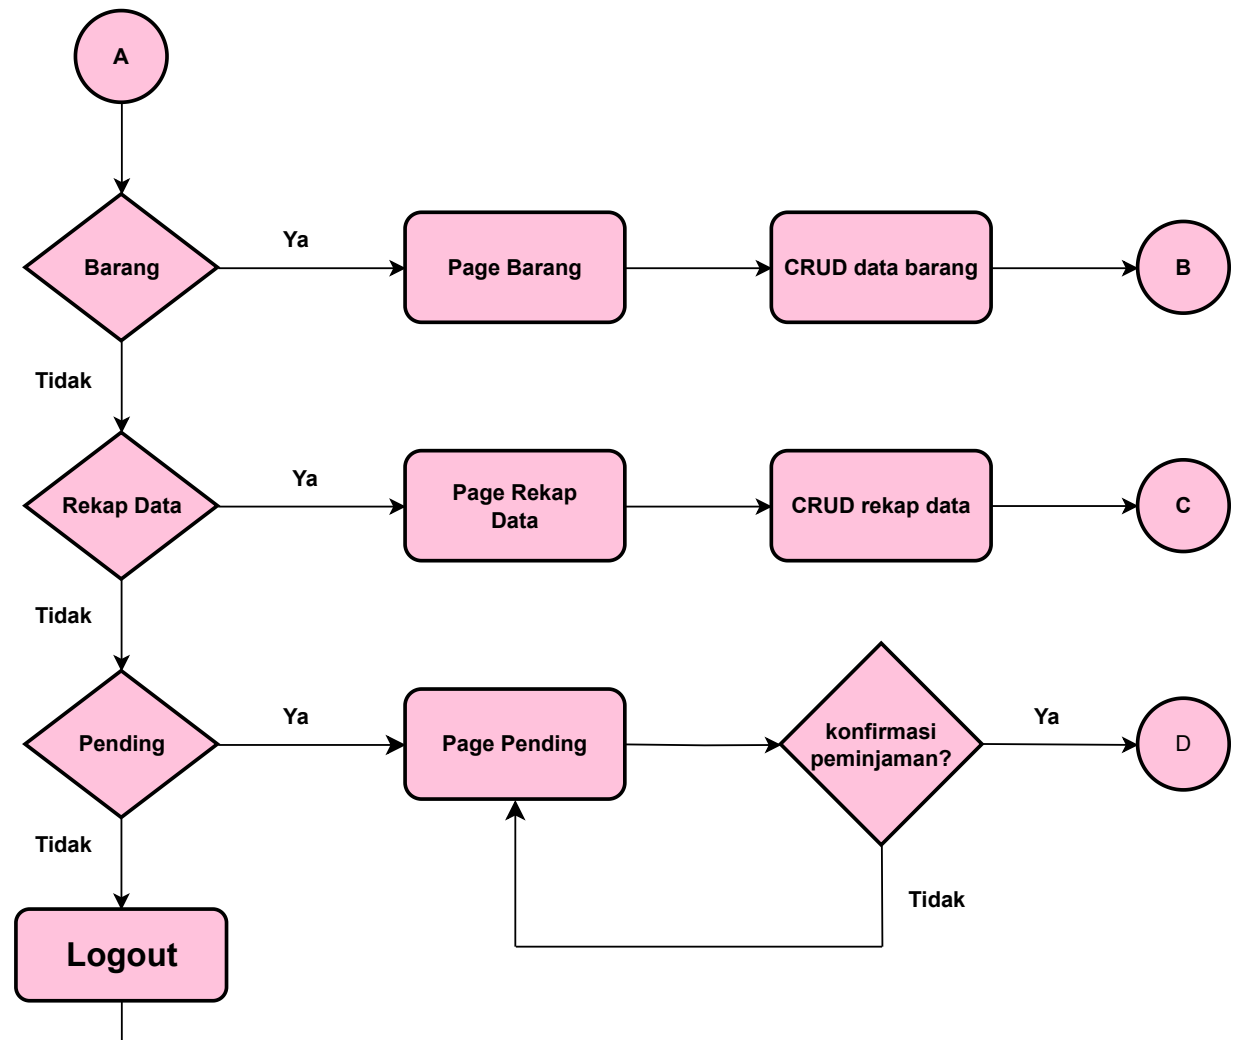 A
Barang
Ya
Page Barang
CRUD data barang
B
Tidak
Rekap Data
Ya
Page Rekap
Data
CRUD rekap data
C
Tidak
Pending
Ya
Page Pending
konfirmasi
peminjaman?
Ya
D
Tidak
Tidak
Logout